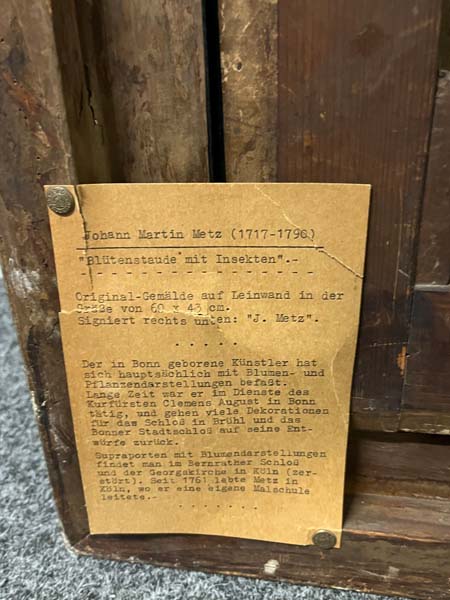 Johann Martin Metz (1717-1790)
"Blütenstaude mit Insekten".-
- - - - - - - - - - - - - - - -
Original-Gemälde auf Leinwand in der
Größe von 60 x 43 cm.
Signiert rechts unten: "J. Metz".
. . . . .
Der in Bonn geborene Künstler hat
sich hauptsächlich mit Blumen- und
Pflanzendarstellungen befaßt.
Lange Zeit war er im Dienste des
Kurfürsten Clemens August in Bonn
tätig, und gehen viele Dekorationen
für das Schloß in Brühl und das
Bonner Stadtschloß auf seine Ent-
würfe zurück.
Supraporten mit Blumendarstellungen
findet man im Benrather Schloß
und der Georgskirche in Köln (zer-
stört). Seit 1761 lebte Metz in
Köln, wo er eine eigene Malschule
leitete.-
. . . . . . .